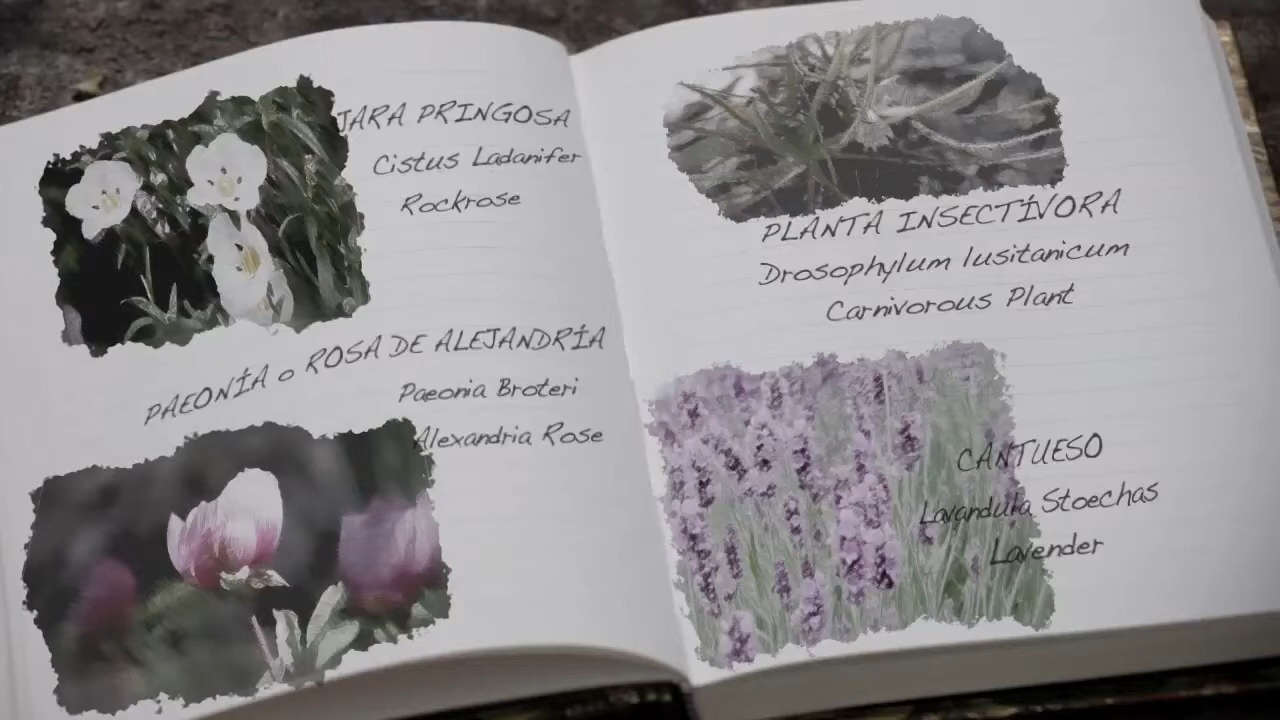 JARA PRINGOSA
Cistus Ladanifer
Rockrose
PAEONÍA o ROSA DE ALEJANDRÍA
Paeonia Broteri
Alexandria Rose
PLANTA INSECTÍVORA
Drosophylum lusitanicum
Carnivorous Plant
CANTUESO
Lavandula Stoechas
Lavender